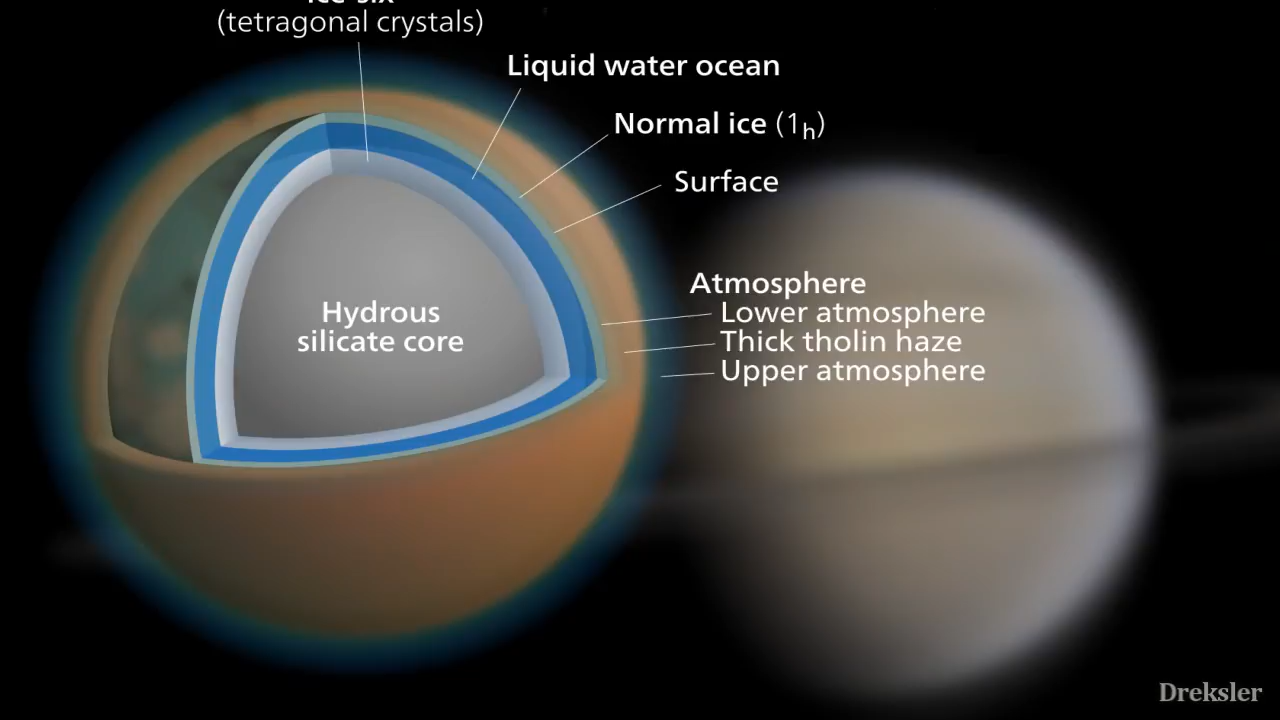 (tetragonal crystals)
Liquid water ocean
Normal ice (1h)
Surface
Atmosphere
Lower atmosphere
Thick tholin haze
Upper atmosphere
Hydrous
silicate core
Dreksler